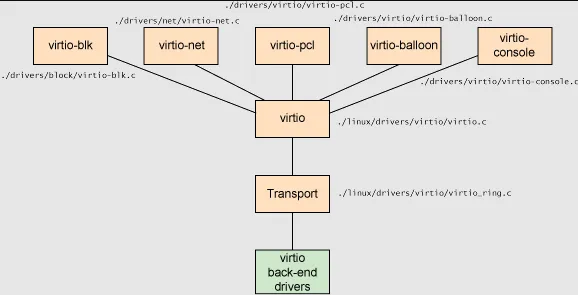 ./drivers/virtio/virtio-pcl.c
./drivers/net/virtio-net.c
./drivers/virtio/virtio-balloon.c
virtio-blk
virtio-net
virtio-pcl
virtio-balloon
virtio-
console
./drivers/block/virtio-blk.c
./drivers/virtio/virtio-console.c
virtio
./linux/drivers/virtio/virtio.c
Transport
./linux/drivers/virtio/virtio_ring.c
virtio
back-end
drivers